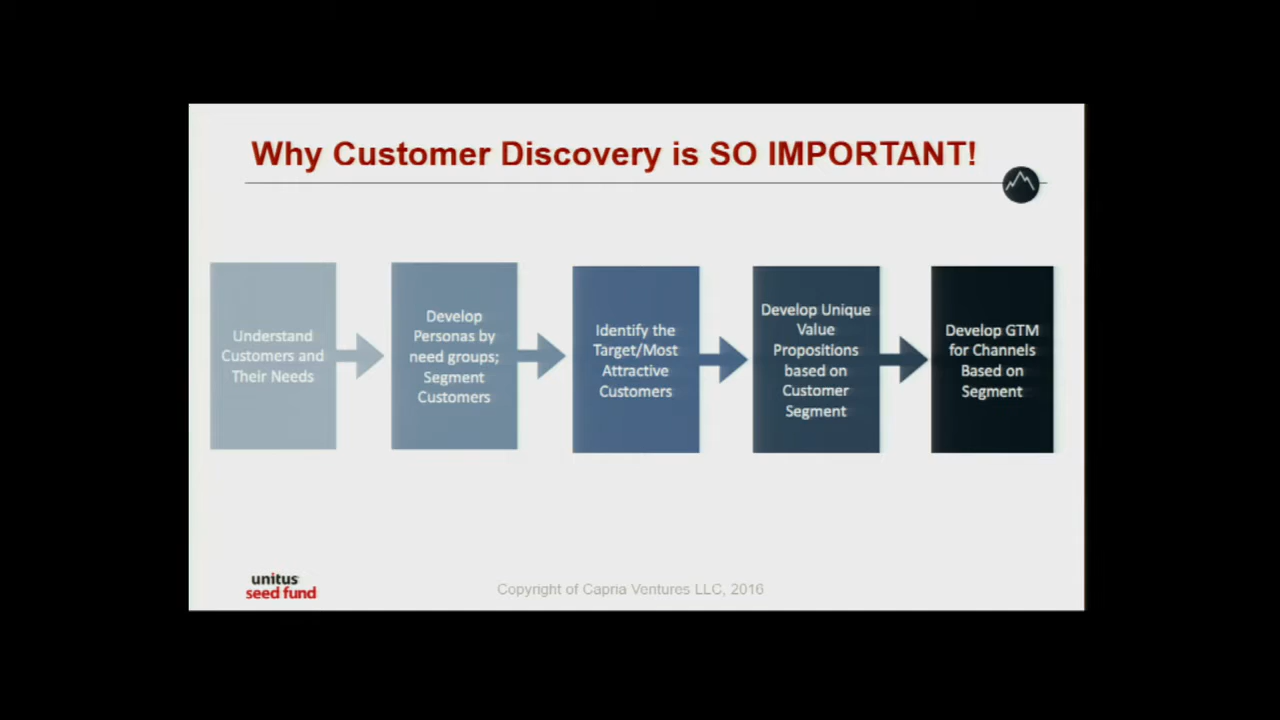 Why Customer Discovery is SO IMPORTANT!
Understand
Customers and
Their Needs
Develop
Personas by
need groups;
Segment
Customers
Identify the
Target/Most
Attractive
Customers
Develop Unique
Value
Propositions
based on
Customer
Segment
Develop GTM
for Channels
Based on
Segment
unitus
seed fund
Copyright of Capria Ventures LLC, 2016